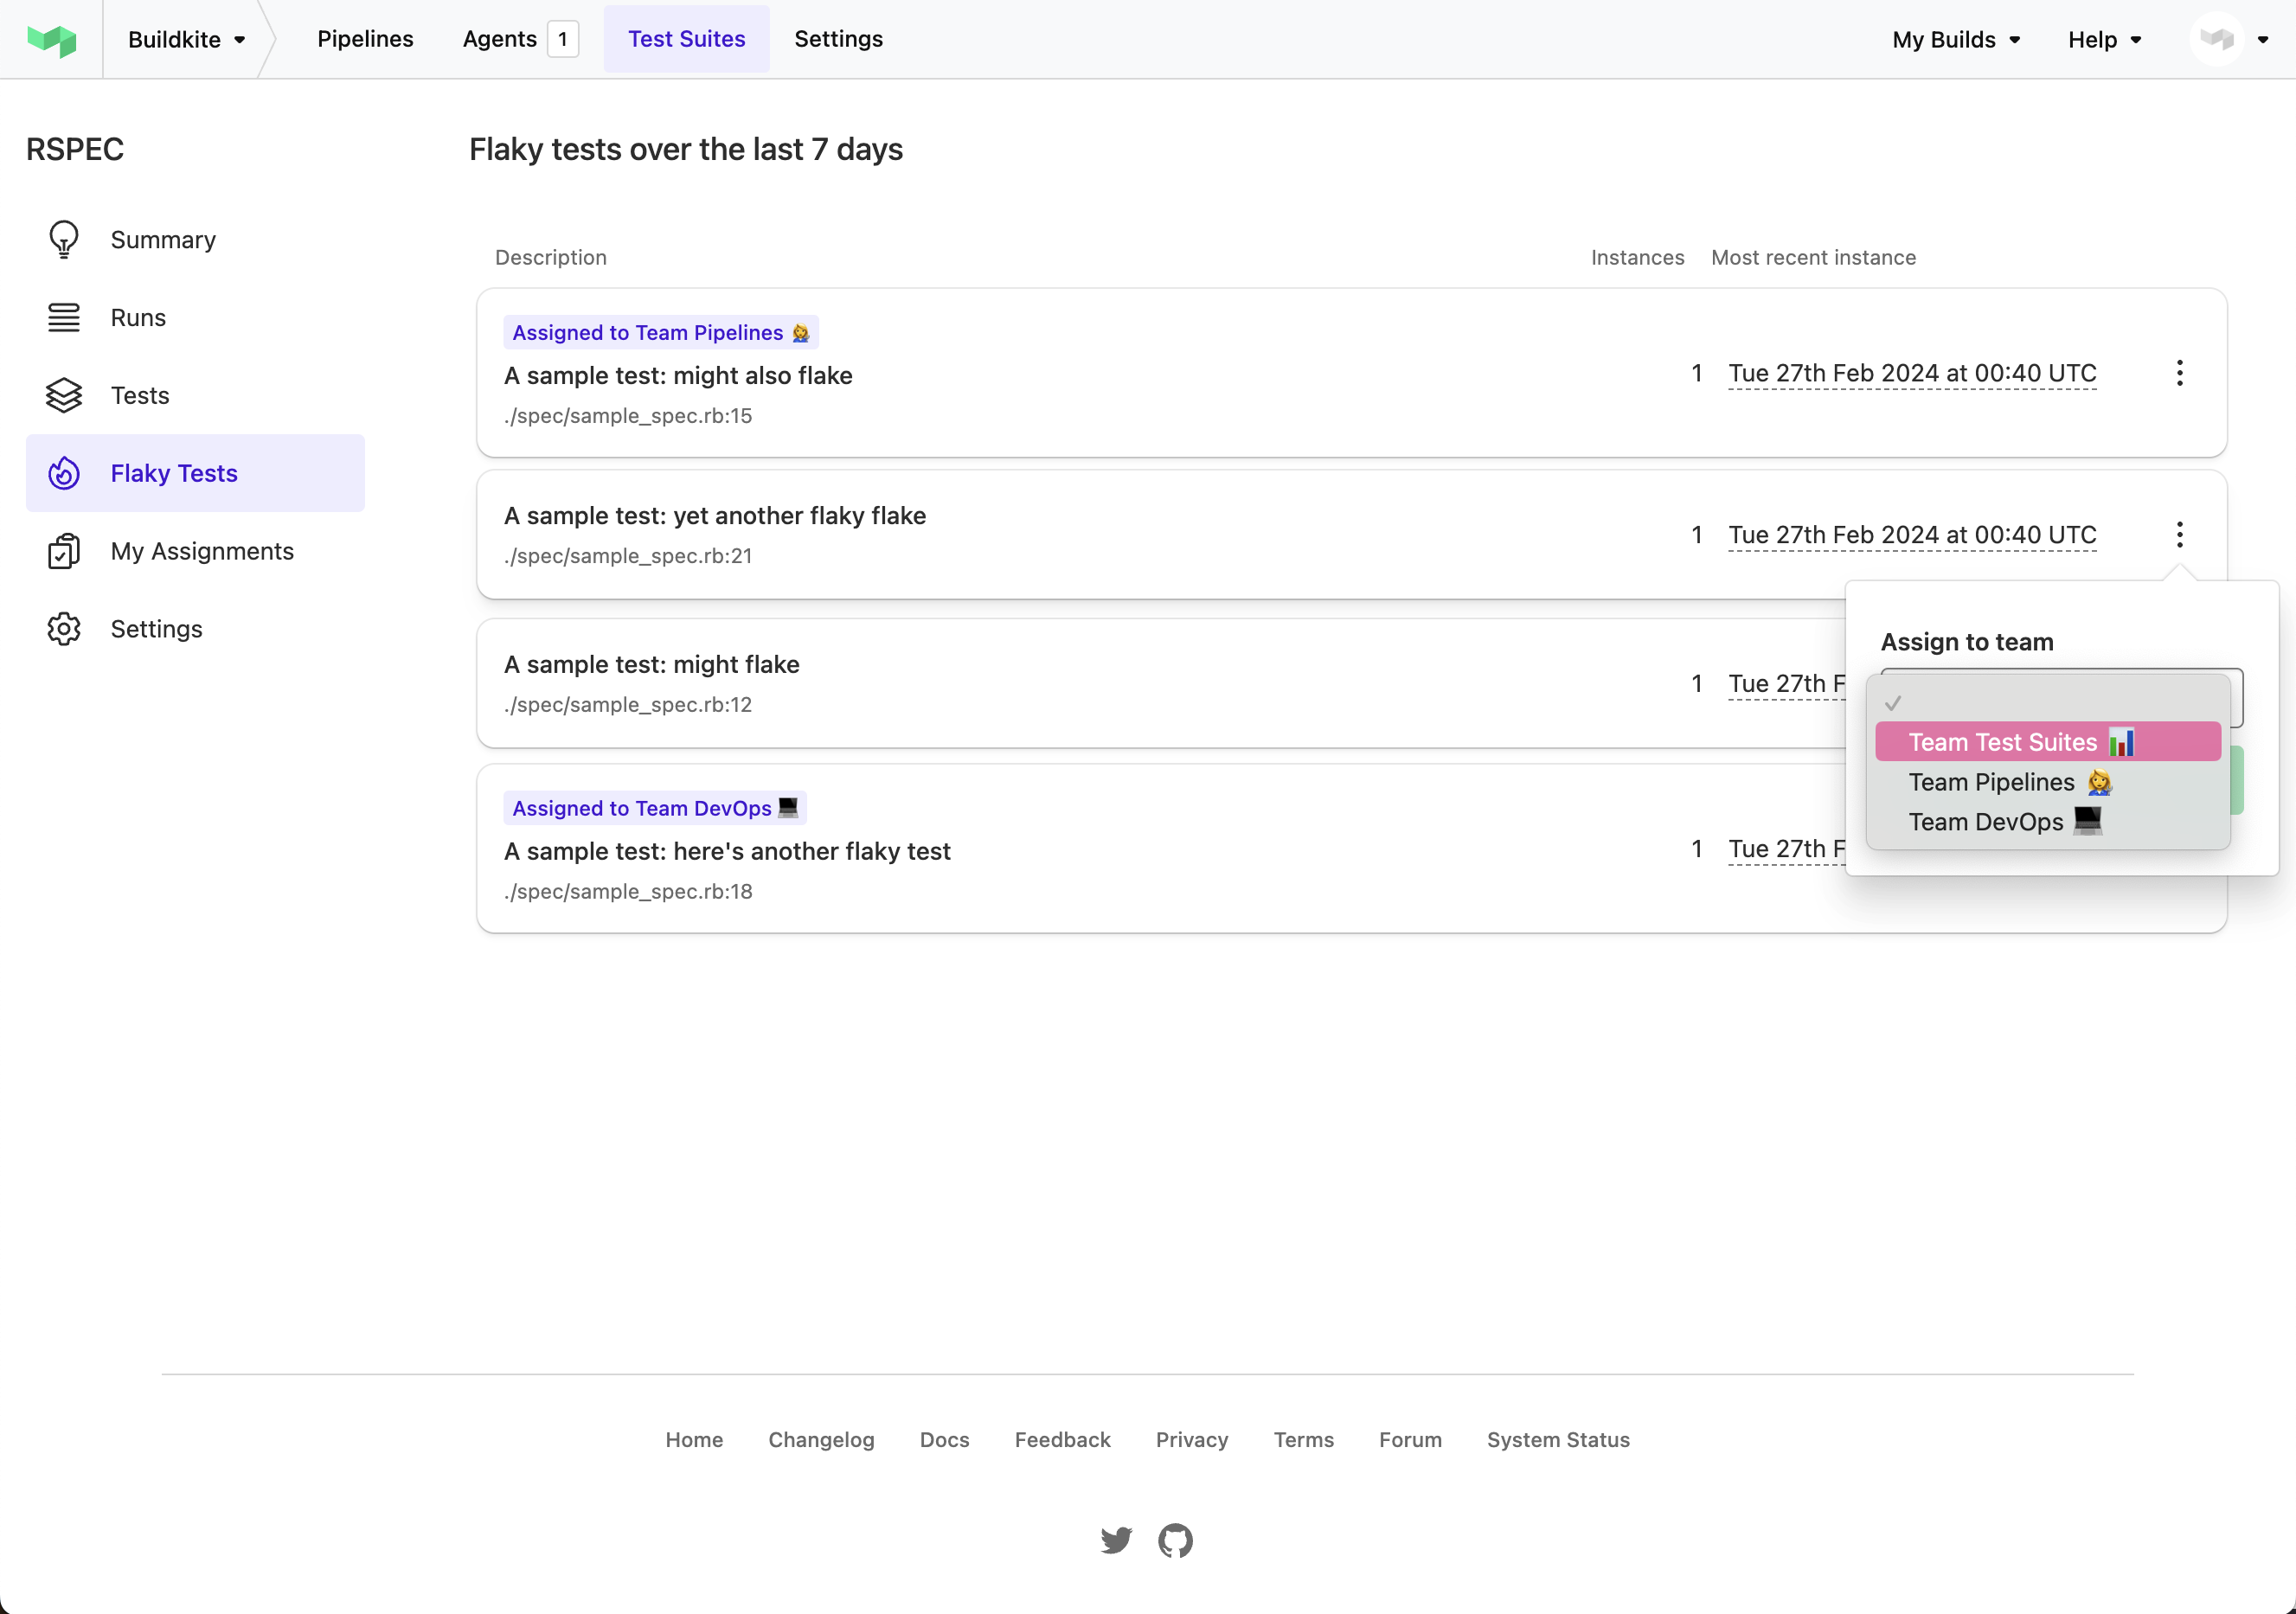 Buildkite
Pipelines
Agents 1
Test Suites
Settings
My Builds
Help
RSPEC
Summary
Runs
Tests
Flaky Tests
My Assignments
Settings
Flaky tests over the last 7 days
Description Instances Most recent instance
Assigned to Team Pipelines 👩‍🎨
A sample test: might also flake
./spec/sample_spec.rb:15
1 Tue 27th Feb 2024 at 00:40 UTC
A sample test: yet another flaky flake
./spec/sample_spec.rb:21
1 Tue 27th Feb 2024 at 00:40 UTC
A sample test: might flake
./spec/sample_spec.rb:12
1 Tue 27th F
Assigned to Team DevOps 💻
A sample test: here's another flaky test
./spec/sample_spec.rb:18
1 Tue 27th F
Assign to team
✓
Team Test Suites 📊
Team Pipelines 👩‍🎨
Team DevOps 💻
Home Changelog Docs Feedback Privacy Terms Forum System Status